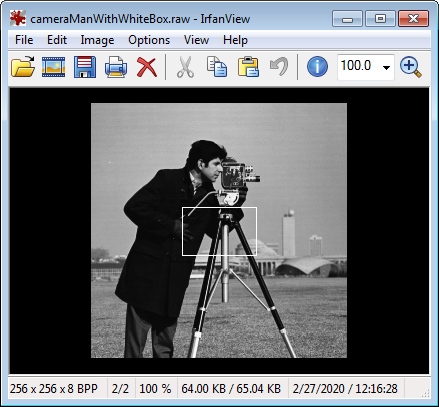 cameraManWithWhiteBox.raw - IrfanView
File Edit Image Options View Help
100.0
256 x 256 x 8 BPP 2/2 100 % 64.00 KB / 65.04 KB 2/27/2020 / 12:16:28